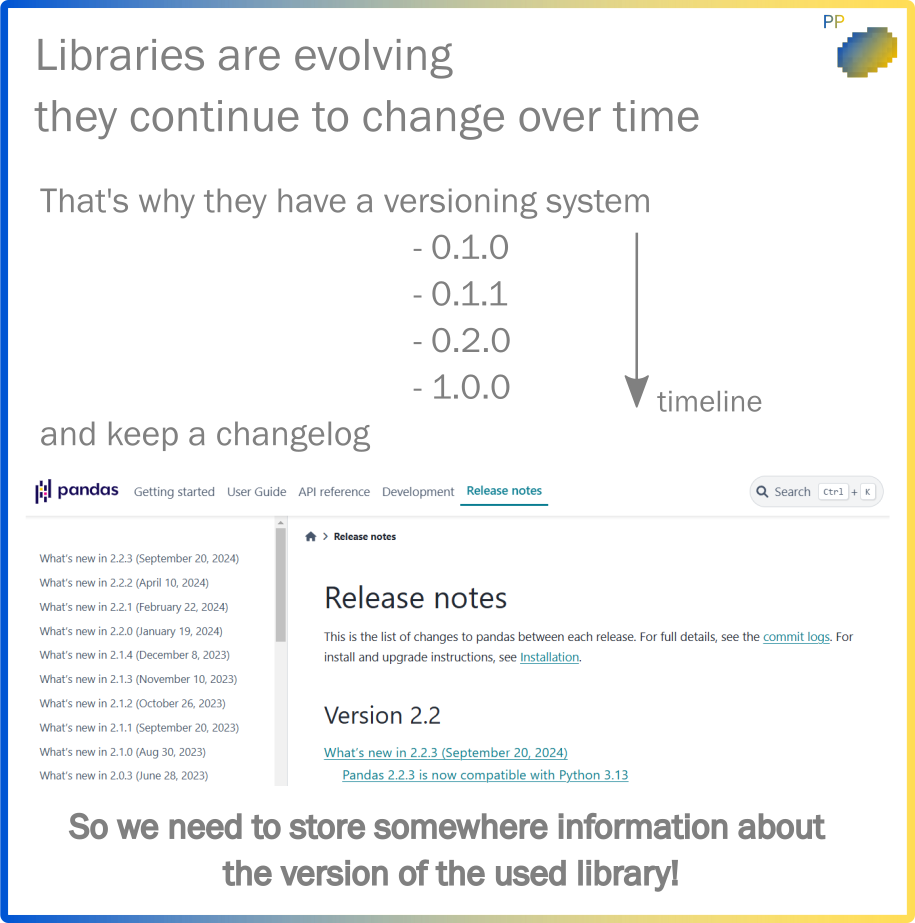 PP
Libraries are evolving
they continue to change over time
That's why they have a versioning system
- 0.1.0
- 0.1.1
- 0.2.0
- 1.0.0
timeline
and keep a changelog
pandas Getting started User Guide API reference Development Release notes Search Ctrl + K
> Release notes
What's new in 2.2.3 (September 20, 2024)
What's new in 2.2.2 (April 10, 2024)
What's new in 2.2.1 (February 22, 2024)
What's new in 2.2.0 (January 19, 2024)
What's new in 2.1.4 (December 8, 2023)
What's new in 2.1.3 (November 10, 2023)
What's new in 2.1.2 (October 26, 2023)
What's new in 2.1.1 (September 20, 2023)
What's new in 2.1.0 (Aug 30, 2023)
What's new in 2.0.3 (June 28, 2023)
Release notes
This is the list of changes to pandas between each release. For full details, see the commit logs. For
install and upgrade instructions, see Installation.
Version 2.2
What's new in 2.2.3 (September 20, 2024)
Pandas 2.2.3 is now compatible with Python 3.13
So we need to store somewhere information about
the version of the used library!